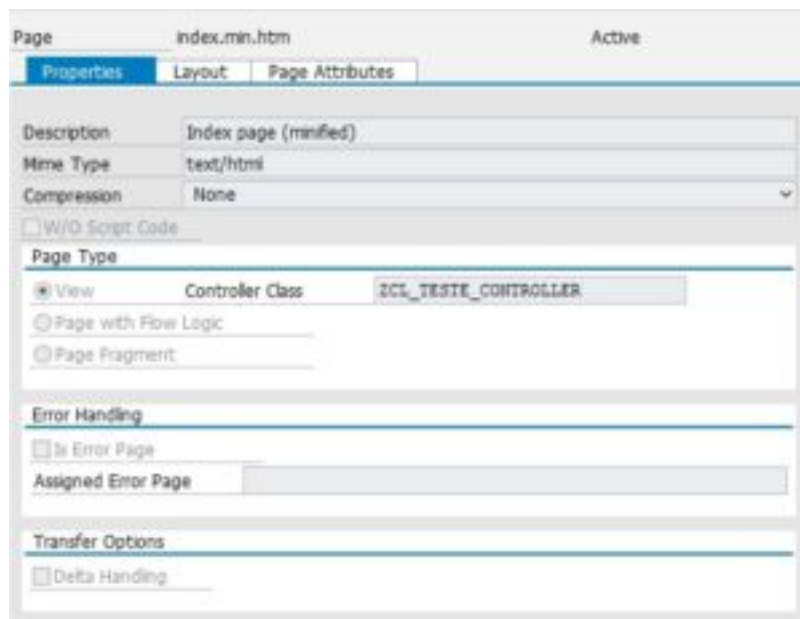 Page index.min.htm Active
Properties Layout Page Attributes
Description Index page (minified)
Mime Type text/html
Compression None
W/O Script Code
Page Type
View Controller Class ZCL_TESTE_CONTROLLER
Page with Flow Logic
Page Fragment
Error Handling
Is Error Page
Assigned Error Page
Transfer Options
Delta Handling